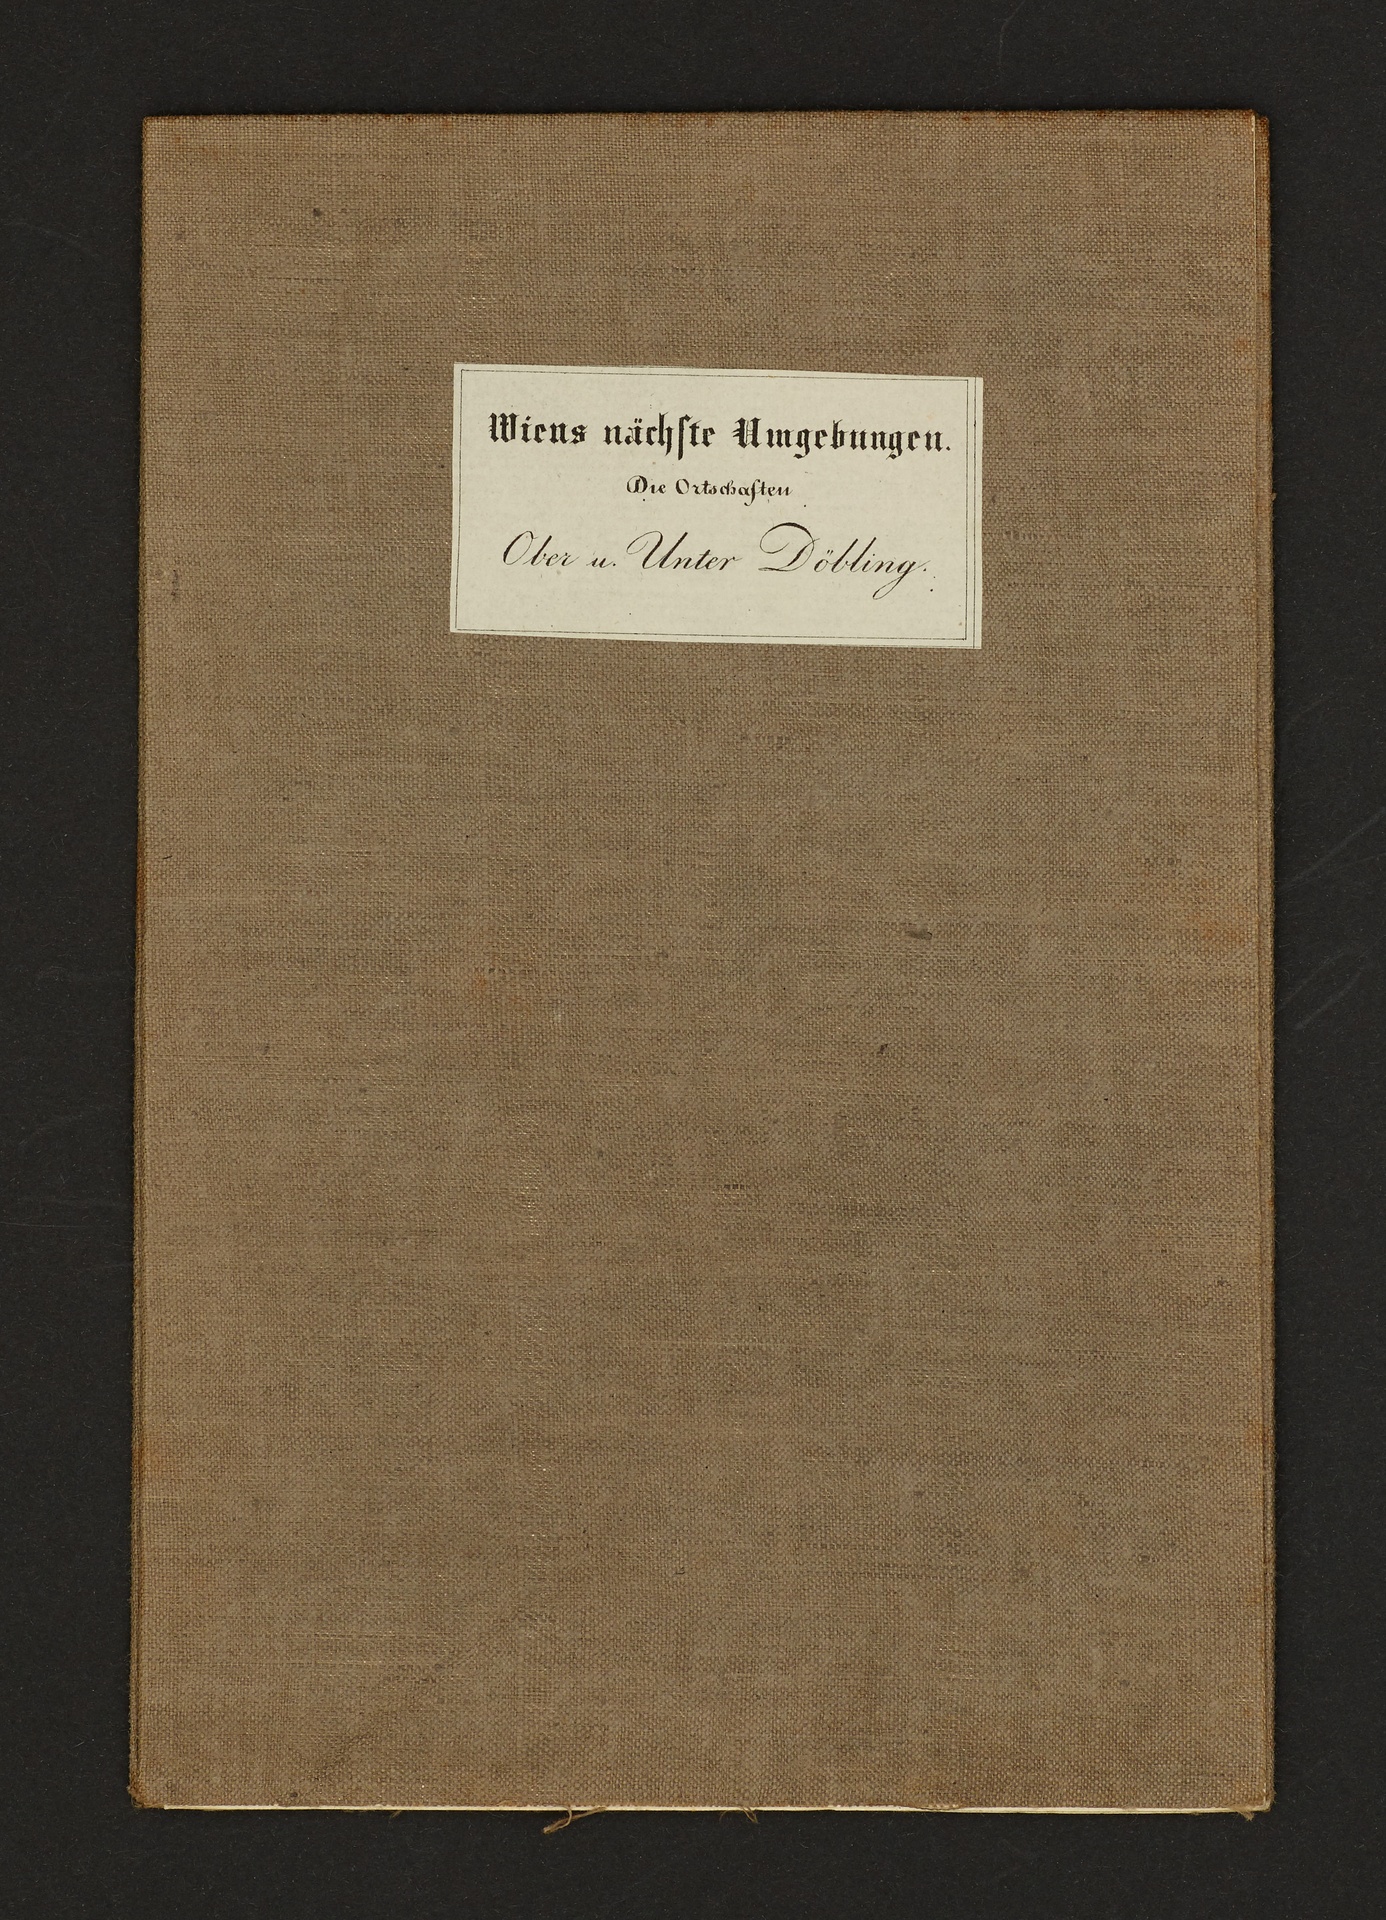 Wiens nächste Umgebungen.
Die Ortschaften
Ober u. Unter Döbling.